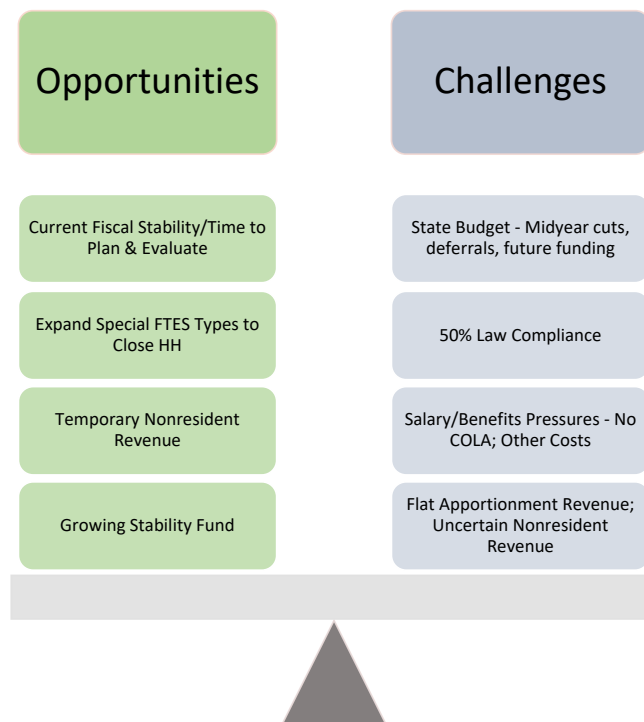 Opportunities
Current Fiscal Stability/Time to
Plan & Evaluate
Expand Special FTES Types to
Close HH
Temporary Nonresident
Revenue
Growing Stability Fund
Challenges
State Budget - Midyear cuts,
deferrals, future funding
50% Law Compliance
Salary/Benefits Pressures - No
COLA; Other Costs
Flat Apportionment Revenue;
Uncertain Nonresident
Revenue